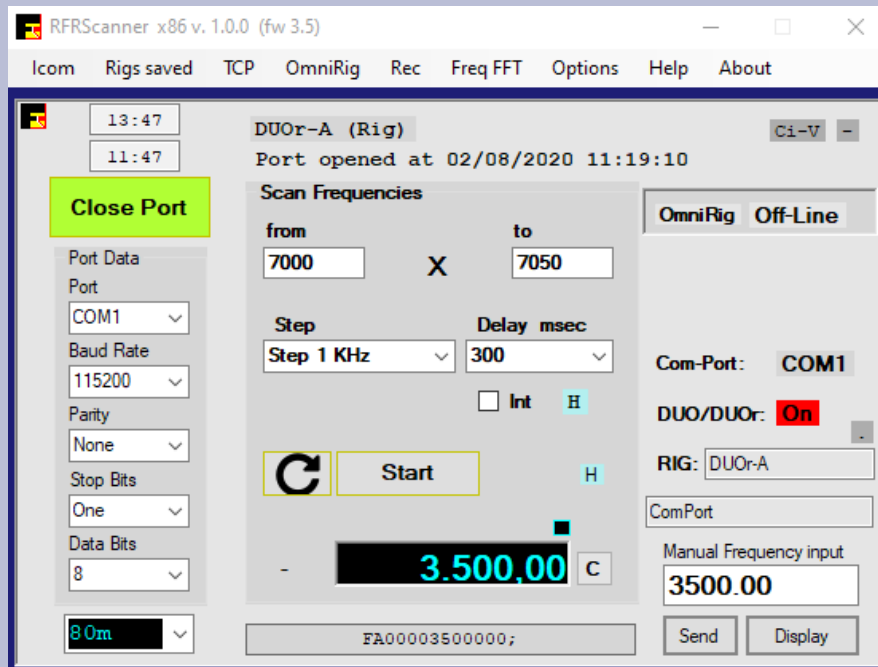 RFRScanner x86 v. 1.0.0 (fw 3.5)
Icom Rigs saved TCP OmniRig Rec Freq FFT Options Help About
13:47
11:47
DUOr-A (Rig)
Ci-V -
Port opened at 02/08/2020 11:19:10
Close Port
Scan Frequencies
from to
7000 X 7050
OmniRig Off-Line
Port Data
Port
COM1
Baud Rate
115200
Parity
None
Stop Bits
One
Data Bits
8
80m
Step Delay msec
Step 1 KHz 300
Int H
Start H
- 3.500,00 C
FA00003500000;
Com-Port: COM1
DUO/DUOr: On
.
RIG: DUOr-A
ComPort
Manual Frequency input
3500.00
Send Display